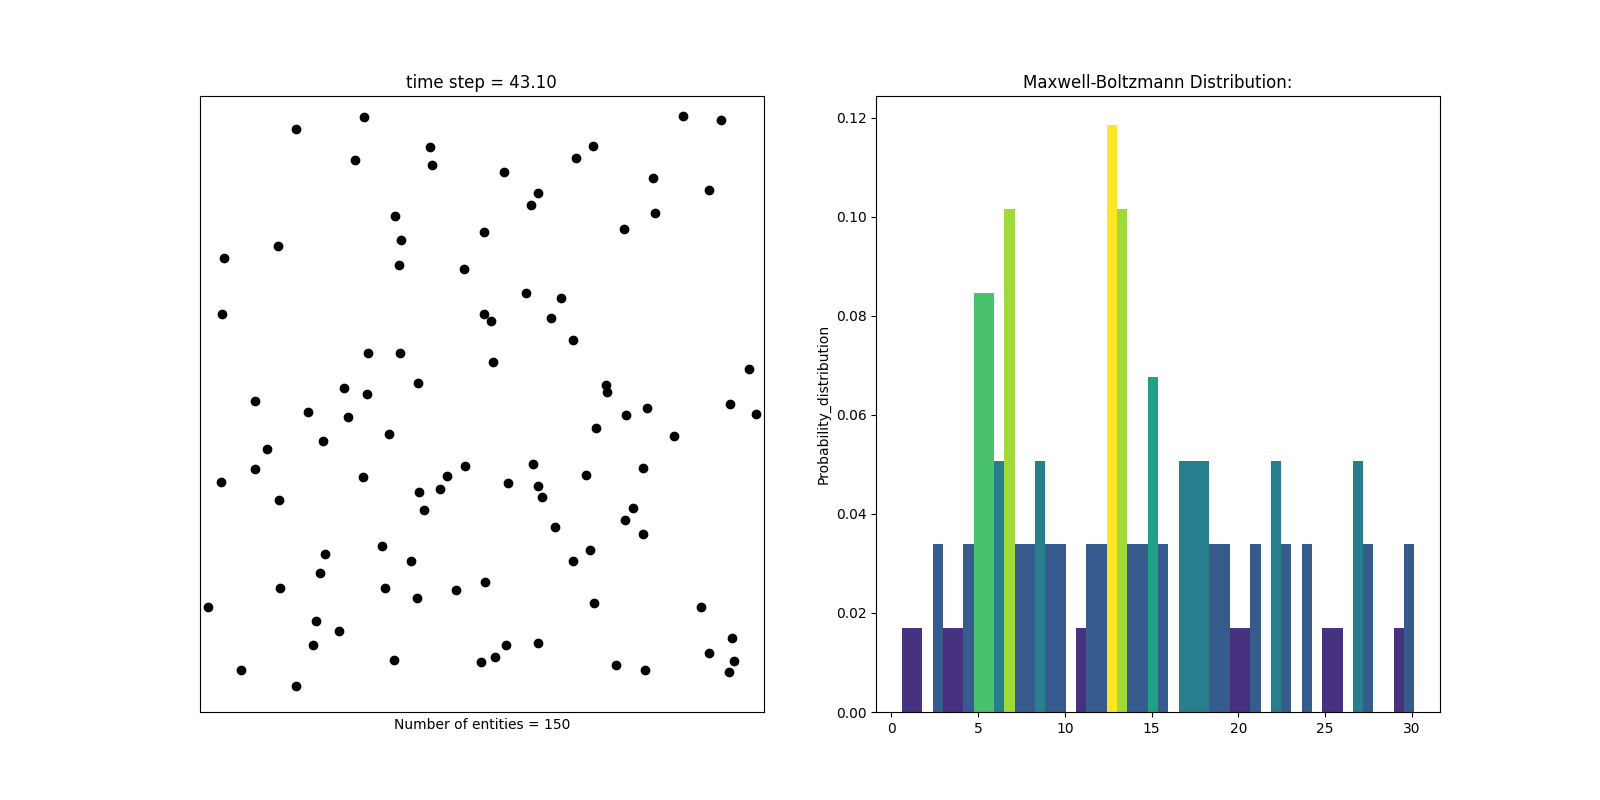 time step = 43.10
Number of entities = 150
Maxwell-Boltzmann Distribution:
Probability_distribution
0.12
0.10
0.08
0.06
0.04
0.02
0.00
0 5 10 15 20 25 30